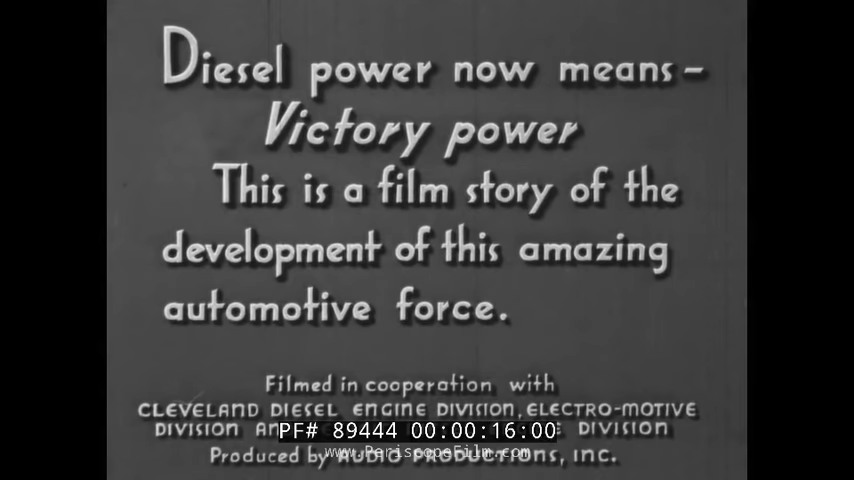 Diesel power now means –
Victory power
This is a film story of the
development of this amazing
automotive force.
Filmed in cooperation with
CLEVELAND DIESEL ENGINE DIVISION, ELECTRO-MOTIVE
DIVISION DIVISION
PF# 89444 00:00:16:00
www.PeriscopeFilm.com
Produced by AUDIO PRODUCTIONS, INC.